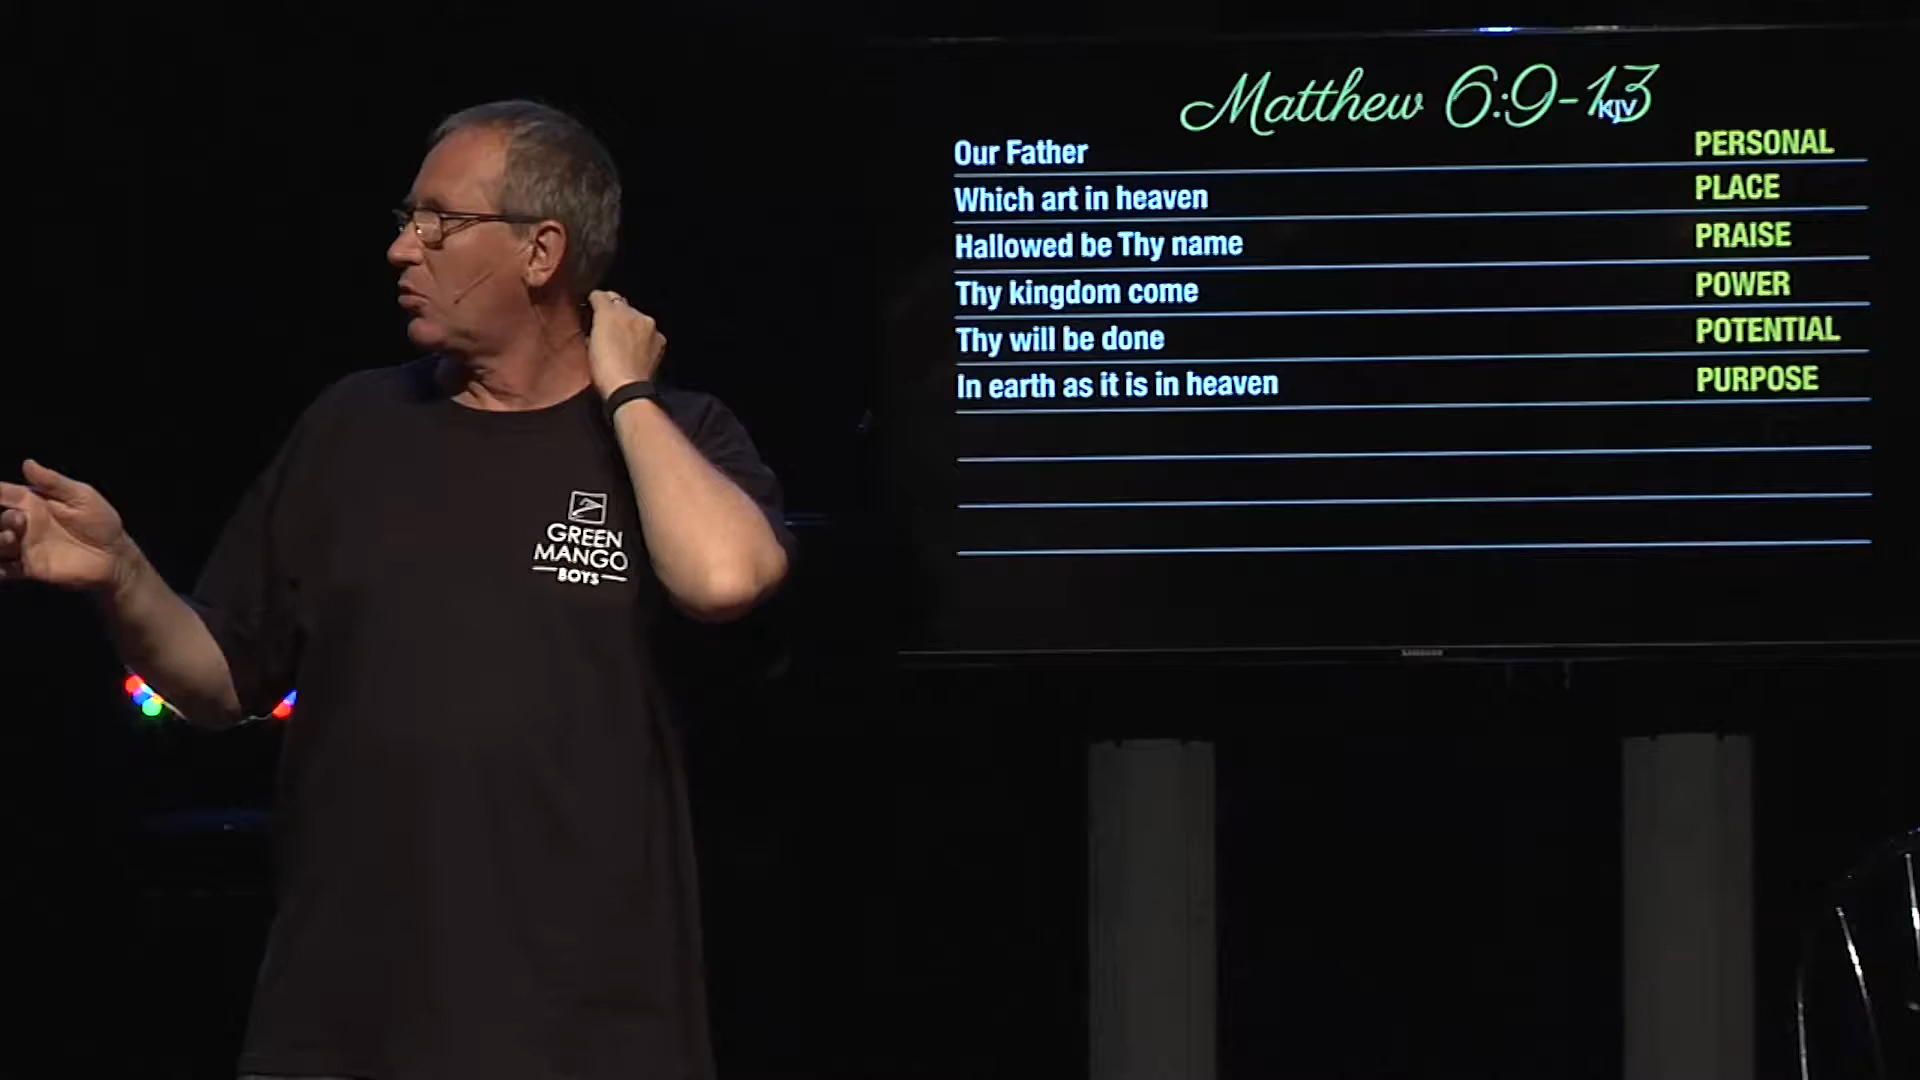 Matthew 6:9-13
KJV
Our Father PERSONAL
Which art in heaven PLACE
Hallowed be Thy name PRAISE
Thy kingdom come POWER
Thy will be done POTENTIAL
In earth as it is in heaven PURPOSE
GREEN
MANGO
BOYS
SAMSUNG